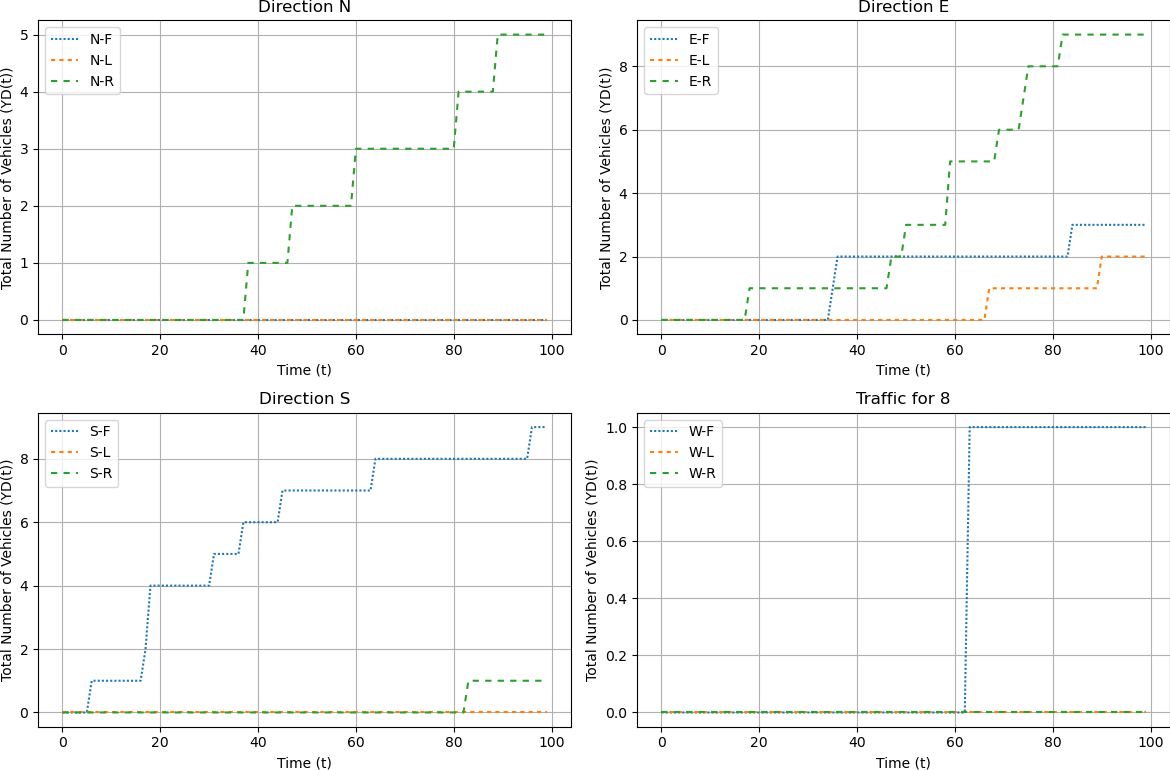 Direction N
Total Number of Vehicles (YD(t))
5
4
3
2
1
0
N-F
N-L
N-R
0 20 40 60 80 100
Time (t)
Direction E
Total Number of Vehicles (YD(t))
8
6
4
2
0
E-F
E-L
E-R
0 20 40 60 80 100
Time (t)
Direction S
Total Number of Vehicles (YD(t))
8
6
4
2
0
S-F
S-L
S-R
0 20 40 60 80 100
Time (t)
Traffic for 8
Total Number of Vehicles (YD(t))
1.0
0.8
0.6
0.4
0.2
0.0
W-F
W-L
W-R
0 20 40 60 80 100
Time (t)